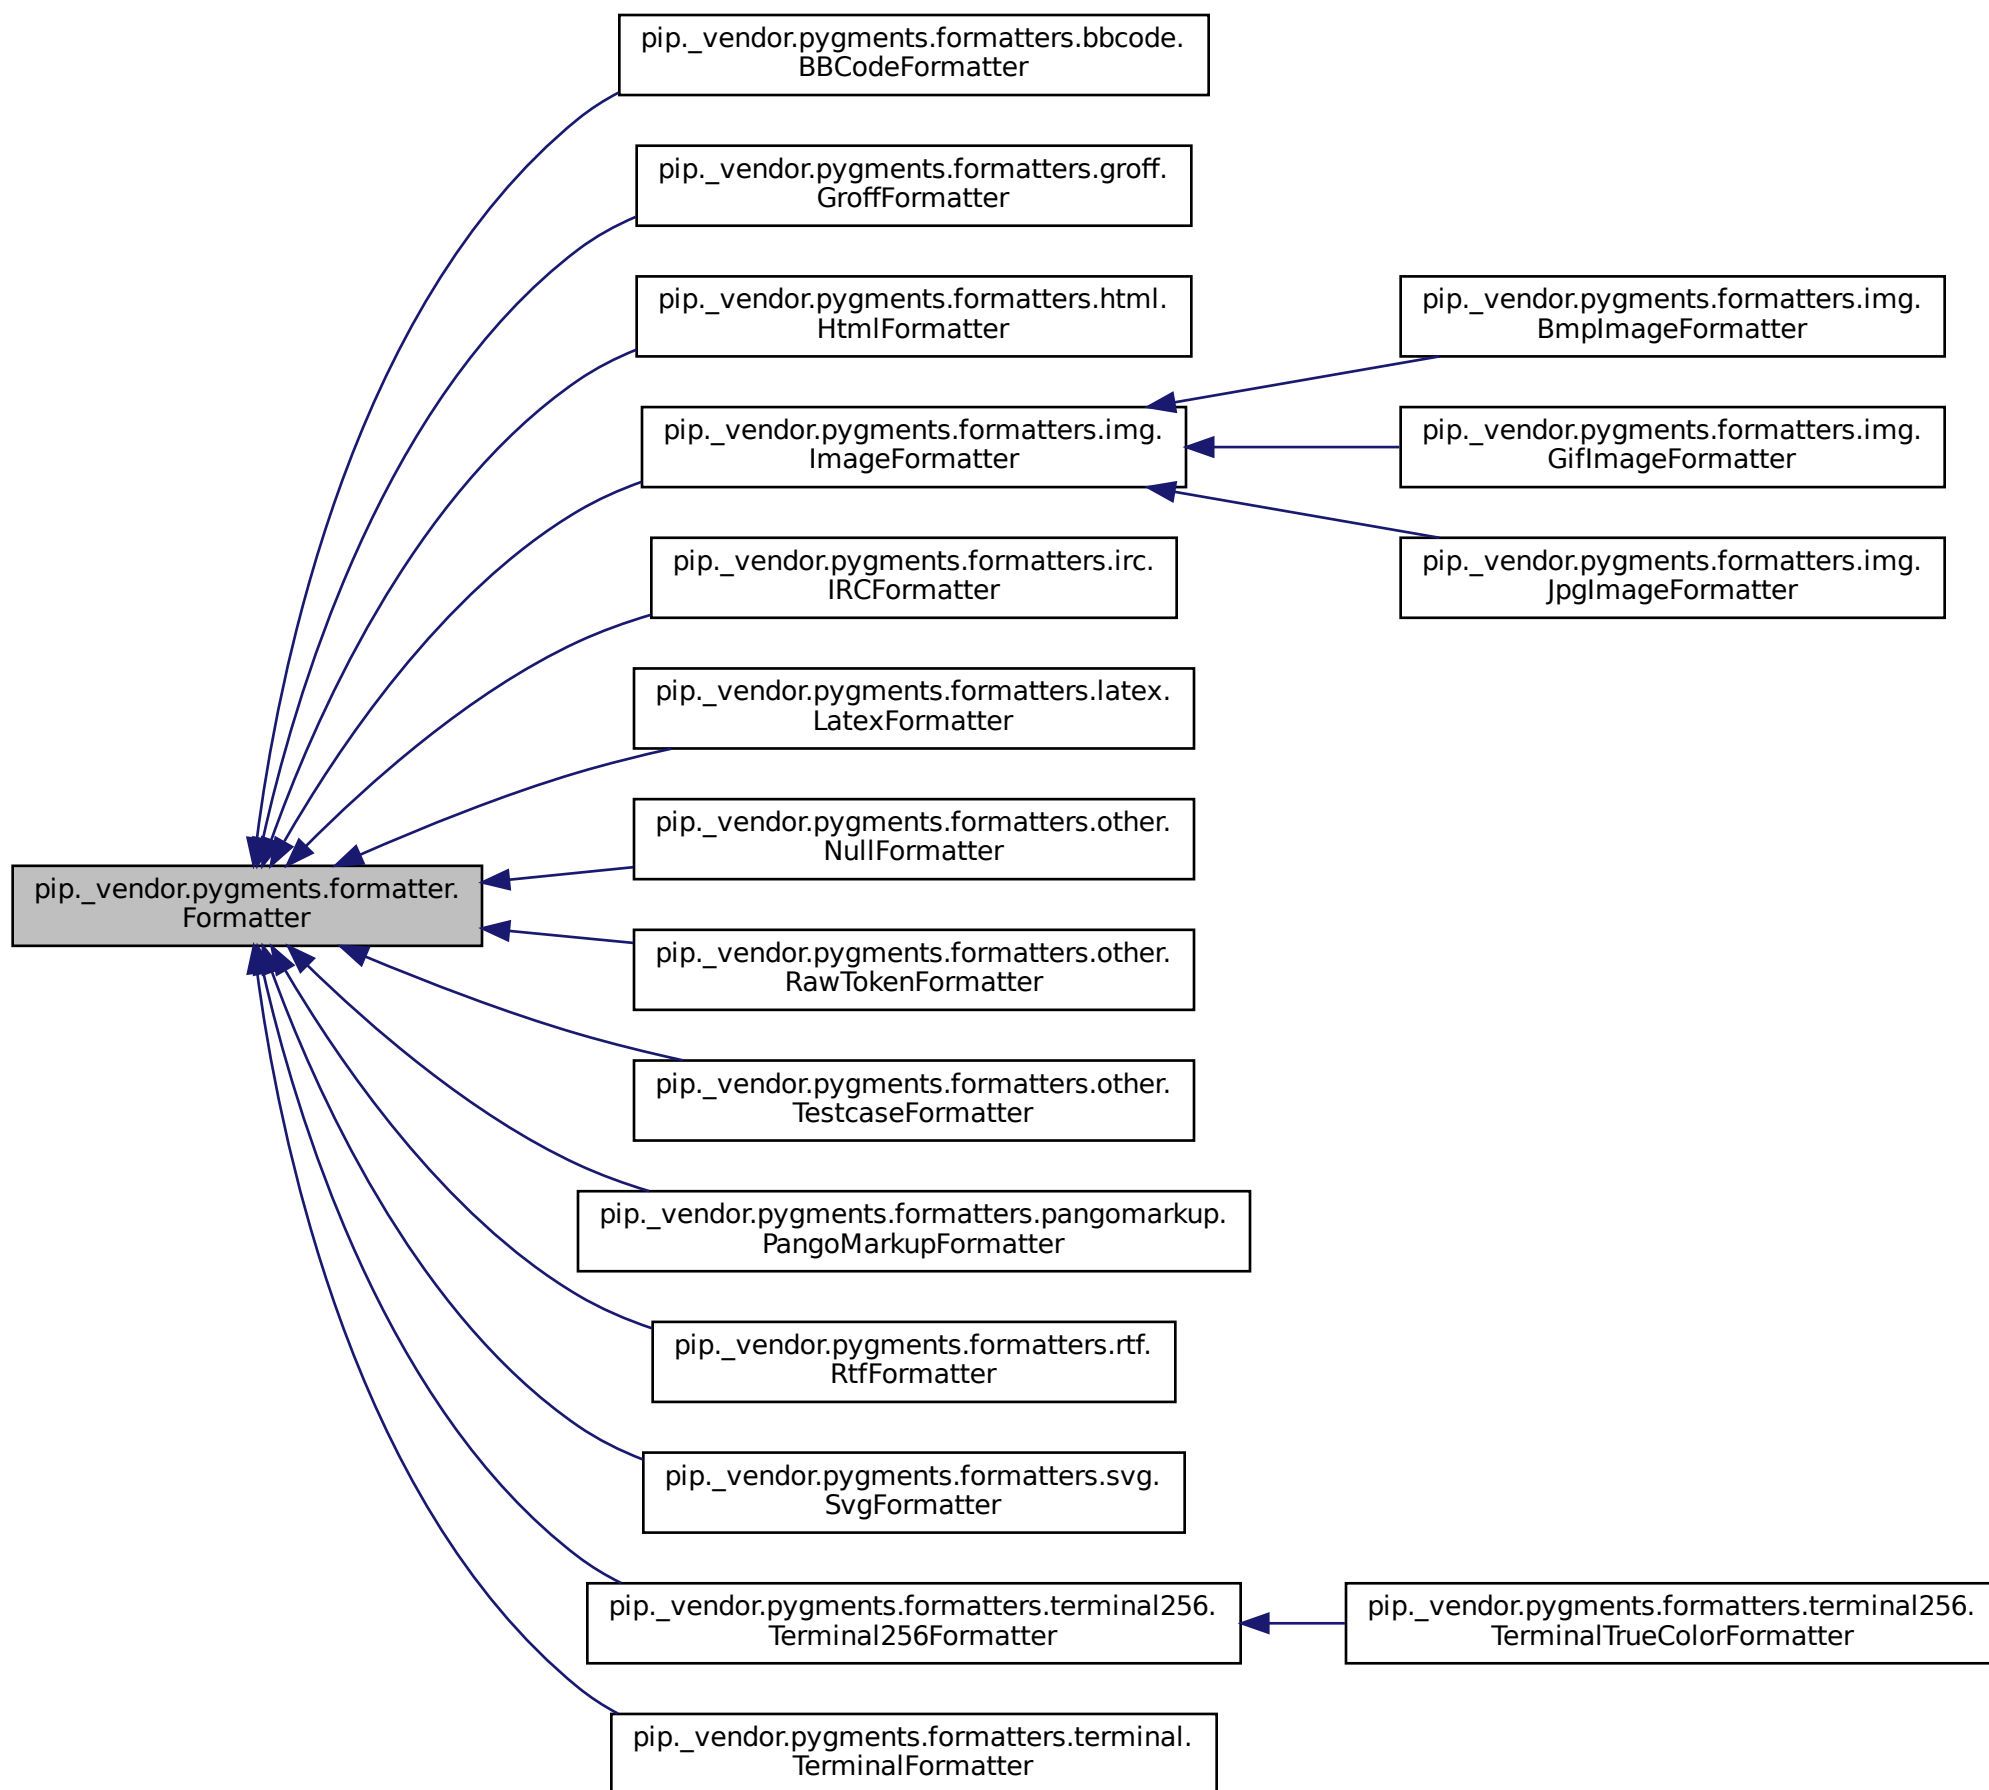 pip._vendor.pygments.formatters.bbcode.
BBCodeFormatter
pip._vendor.pygments.formatters.groff.
GroffFormatter
pip._vendor.pygments.formatters.html.
HtmlFormatter
pip._vendor.pygments.formatters.img.
BmpImageFormatter
pip._vendor.pygments.formatters.img.
ImageFormatter
pip._vendor.pygments.formatters.img.
GifImageFormatter
pip._vendor.pygments.formatters.irc.
IRCFormatter
pip._vendor.pygments.formatters.img.
JpgImageFormatter
pip._vendor.pygments.formatters.latex.
LatexFormatter
pip._vendor.pygments.formatters.other.
NullFormatter
pip._vendor.pygments.formatter.
Formatter
pip._vendor.pygments.formatters.other.
RawTokenFormatter
pip._vendor.pygments.formatters.other.
TestcaseFormatter
pip._vendor.pygments.formatters.pangomarkup.
PangoMarkupFormatter
pip._vendor.pygments.formatters.rtf.
RtfFormatter
pip._vendor.pygments.formatters.svg.
SvgFormatter
pip._vendor.pygments.formatters.terminal256.
Terminal256Formatter
pip._vendor.pygments.formatters.terminal256.
TerminalTrueColorFormatter
pip._vendor.pygments.formatters.terminal.
TerminalFormatter